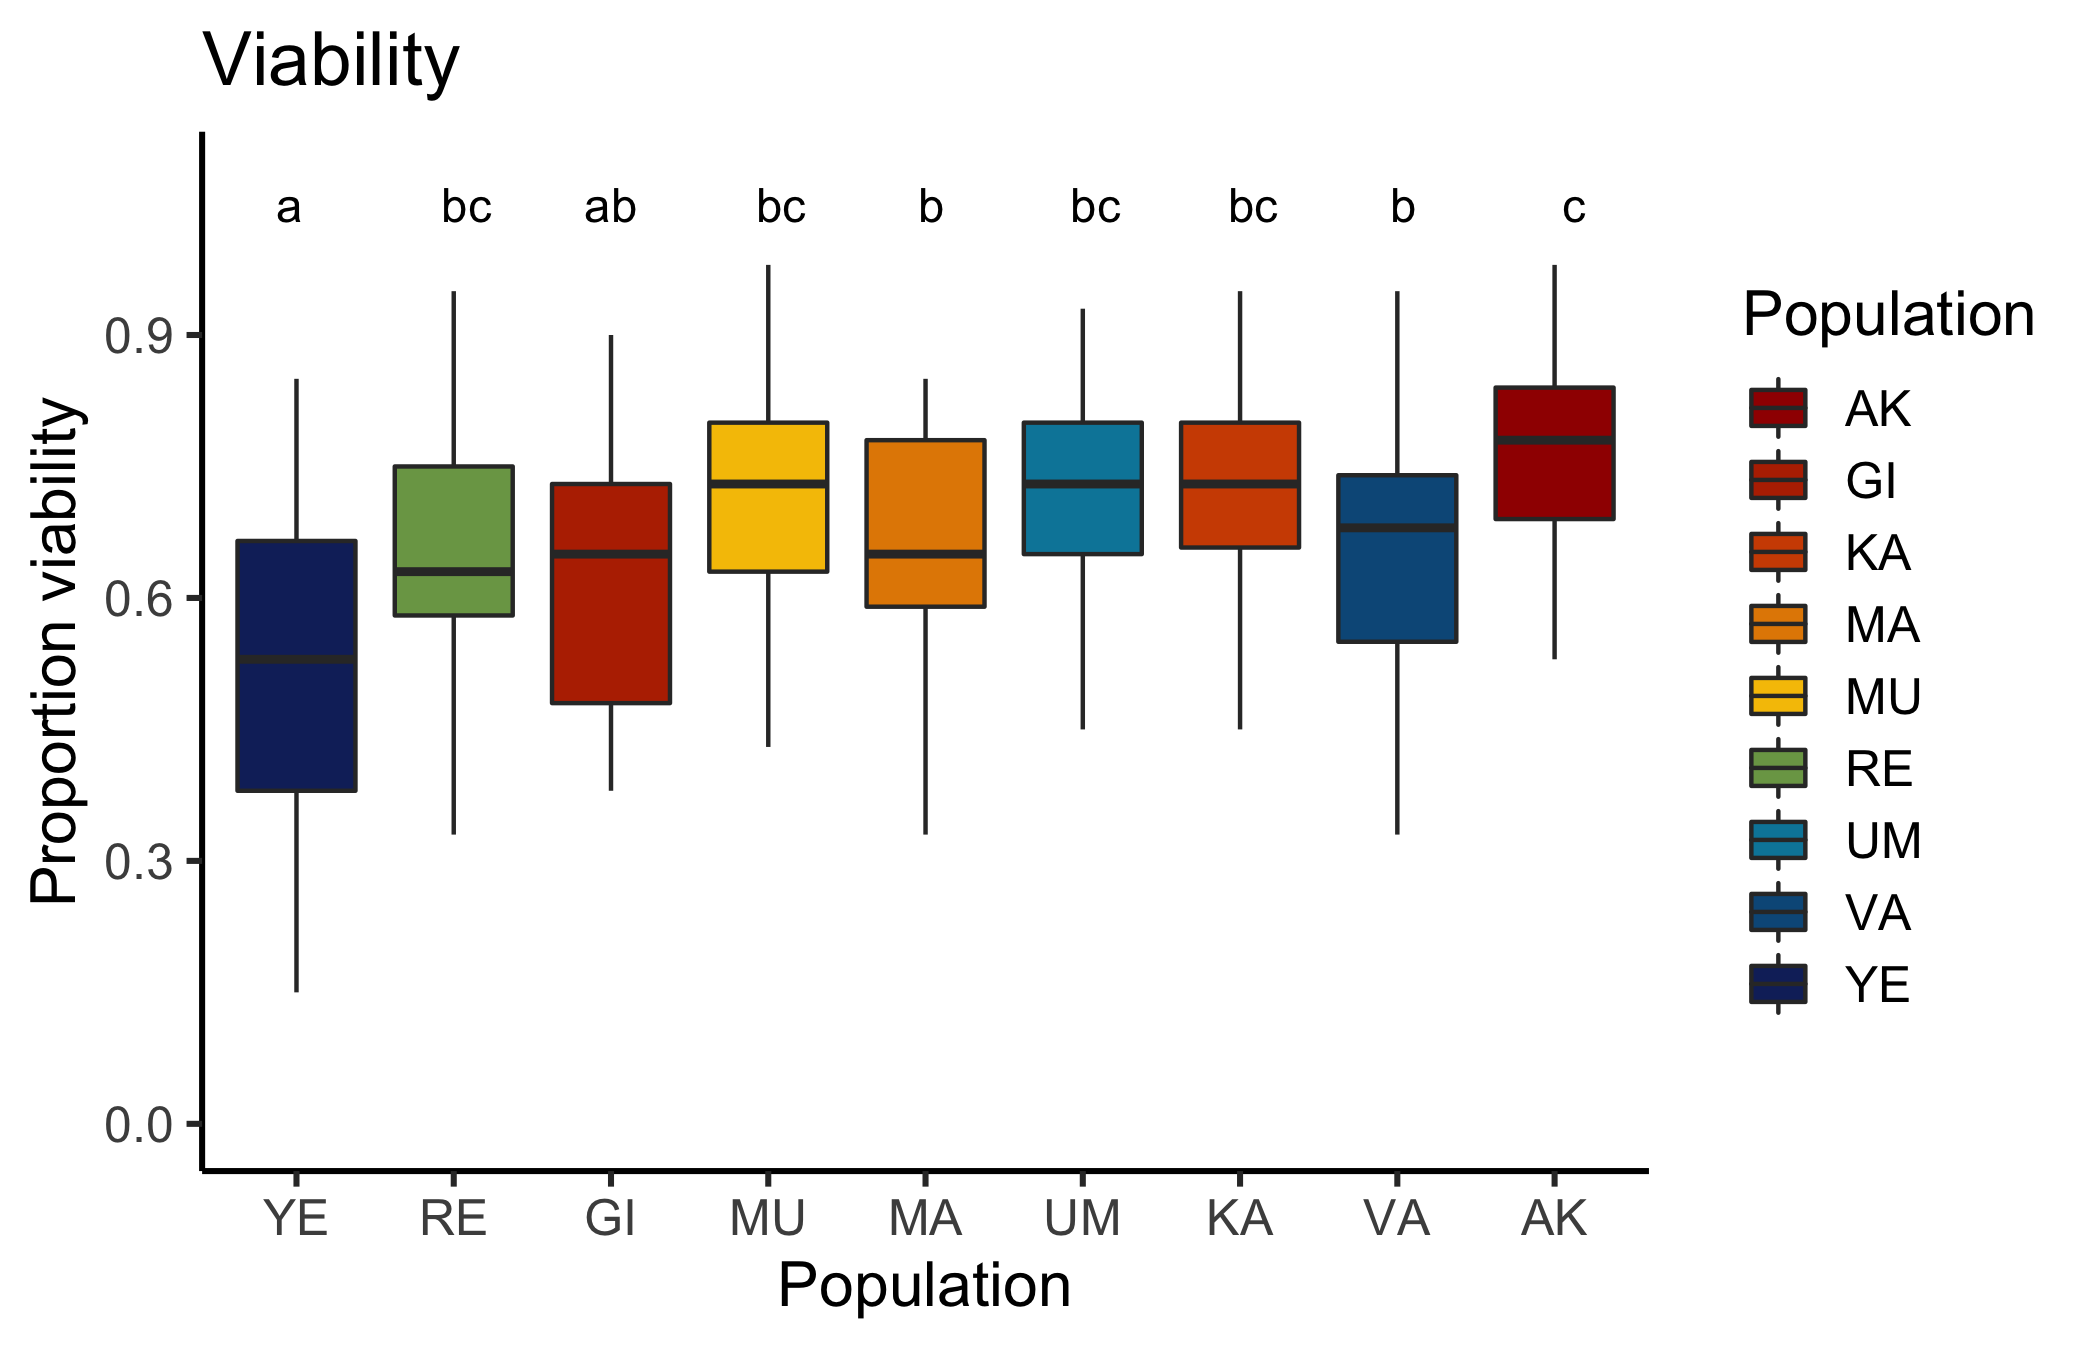 Viability
a bc ab bc b bc bc b c
0.9
0.6
0.3
0.0
Proportion viability
YE RE GI MU MA UM KA VA AK
Population
Population
AK
GI
KA
MA
MU
RE
UM
VA
YE